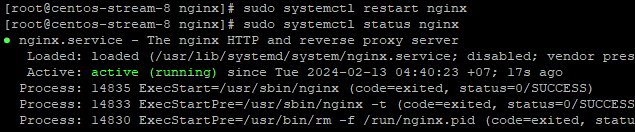 [root@centos-stream-8 nginx]# sudo systemctl restart nginx
[root@centos-stream-8 nginx]# sudo systemctl status nginx
● nginx.service - The nginx HTTP and reverse proxy server
Loaded: loaded (/usr/lib/systemd/system/nginx.service; disabled; vendor pres
Active: active (running) since Tue 2024-02-13 04:40:23 +07; 17s ago
Process: 14835 ExecStart=/usr/sbin/nginx (code=exited, status=0/SUCCESS)
Process: 14833 ExecStartPre=/usr/sbin/nginx -t (code=exited, status=0/SUCCESS
Process: 14830 ExecStartPre=/usr/bin/rm -f /run/nginx.pid (code=exited, statu